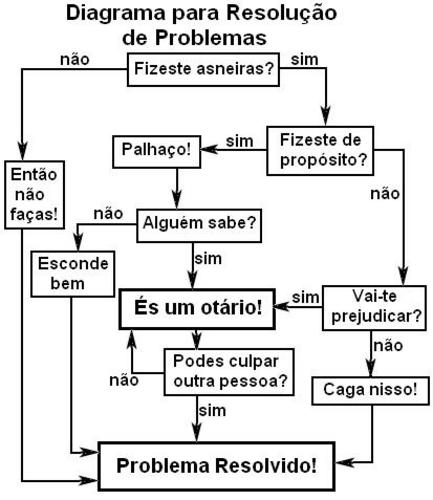 Diagrama para Resolução
de Problemas
não
Fizeste asneiras?
sim
Palhaço!
sim
Fizeste de
propósito?
Então
não
faças!
não
não
Alguém sabe?
Esconde
bem
sim
És um otário!
sim
Vai-te
prejudicar?
não
Podes culpar
outra pessoa?
não
Caga nisso!
sim
Problema Resolvido!